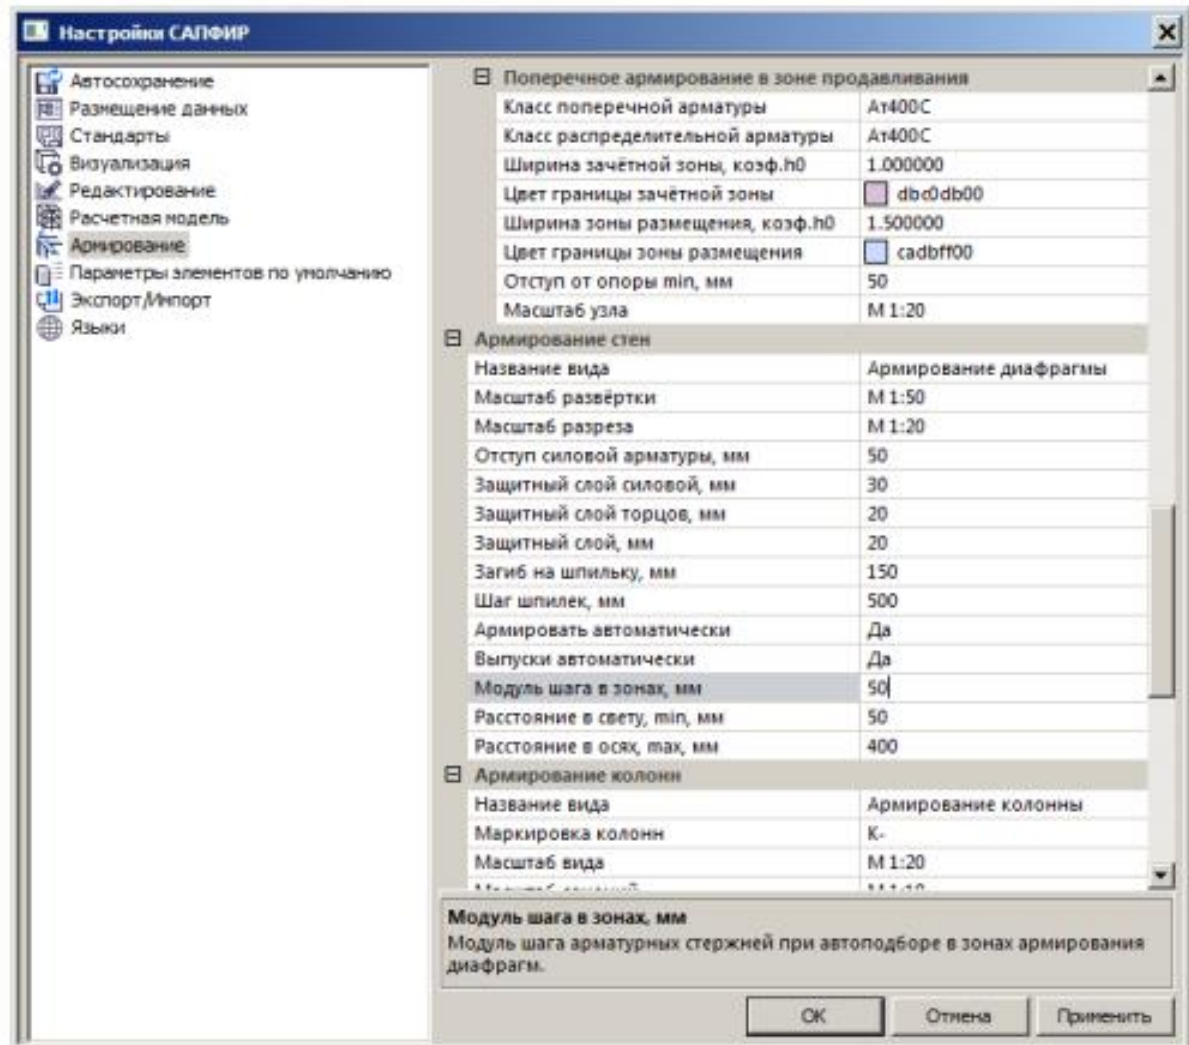 Настройки САПФИР
Автосохранение
Размещение данных
Стандарты
Визуализация
Редактирование
Расчетная модель
Армирование
Параметры элементов по умолчанию
Экспорт/Импорт
Языки
Поперечное армирование в зоне продавливания
Класс поперечной арматуры Ат400С
Класс распределительной арматуры Ат400С
Ширина зачётной зоны, коэф.h0 1.000000
Цвет границы зачётной зоны dbc0db00
Ширина зоны размещения, коэф.h0 1.500000
Цвет границы зоны размещения cadbff00
Отступ от опоры min, мм 50
Масштаб узла М 1:20
Армирование стен
Название вида Армирование диафрагмы
Масштаб развёртки М 1:50
Масштаб разреза М 1:20
Отступ силовой арматуры, мм 50
Защитный слой силовой, мм 30
Защитный слой торцов, мм 20
Защитный слой, мм 20
Загиб на шпильку, мм 150
Шаг шпилек, мм 500
Армировать автоматически Да
Выпуски автоматически Да
Модуль шага в зонах, мм 50
Расстояние в свету, min, мм 50
Расстояние в осях, max, мм 400
Армирование колонн
Название вида Армирование колонны
Маркировка колонн К-
Масштаб вида М 1:20
Модуль шага в зонах, мм
Модуль шага арматурных стержней при автоподборе в зонах армирования
диафрагм.
ОК Отмена Применить